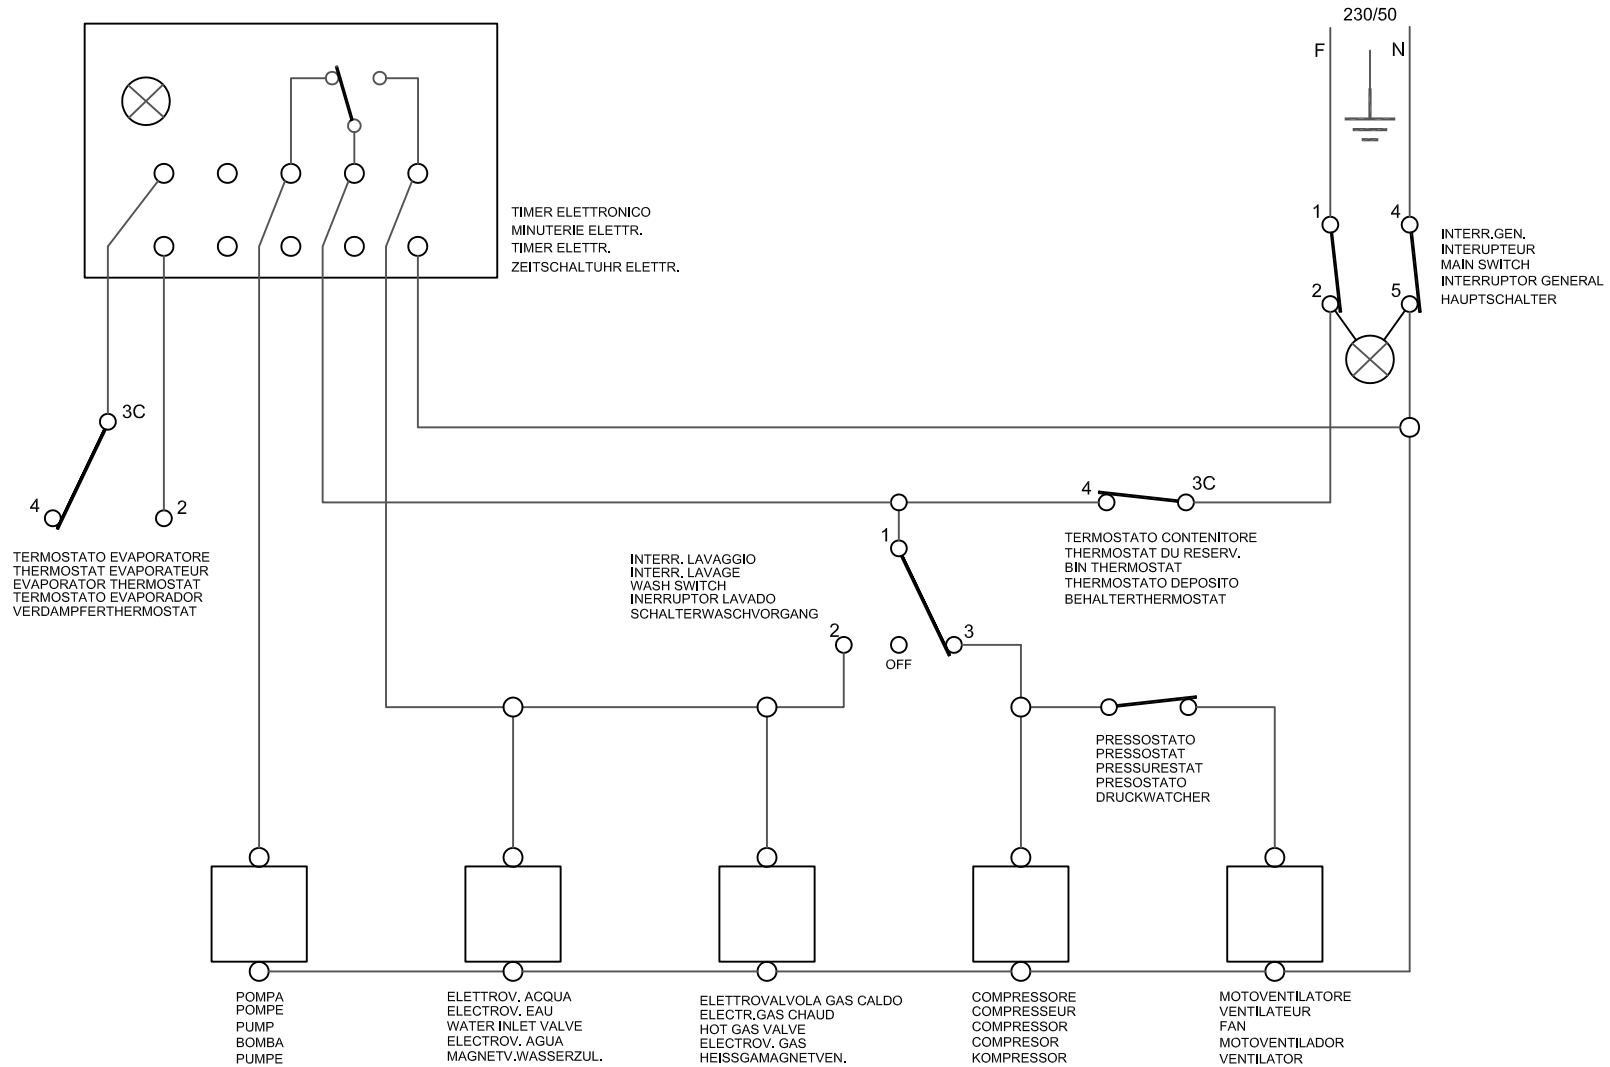 230/50
F
N
TIMER ELETTRONICO
MINUTERIE ELETTR.
TIMER ELETTR.
ZEITSCHALTUHR ELETTR.
1
4
INTERR.GEN.
INTERUPTEUR
MAIN SWITCH
INTERRUPTOR GENERAL
HAUPTSCHALTER
2
5
3C
4
2
TERMOSTATO EVAPORATORE
THERMOSTAT EVAPORATEUR
EVAPORATOR THERMOSTAT
TERMOSTATO EVAPORADOR
VERDAMPFERTHERMOSTAT
4
3C
TERMOSTATO CONTENITORE
THERMOSTAT DU RESERV.
BIN THERMOSTAT
THERMOSTATO DEPOSITO
BEHALTERTHERMOSTAT
1
INTERR. LAVAGGIO
INTERR. LAVAGE
WASH SWITCH
INERRUPTOR LAVADO
SCHALTERWASCHVORGANG
2
OFF
3
PRESSOSTATO
PRESSOSTAT
PRESSURESTAT
PRESOSTATO
DRUCKWATCHER
POMPA
POMPE
PUMP
BOMBA
PUMPE
ELETTROV. ACQUA
ELECTROV. EAU
WATER INLET VALVE
ELECTROV. AGUA
MAGNETV.WASSERZUL.
ELETTROVALVOLA GAS CALDO
ELECTR.GAS CHAUD
HOT GAS VALVE
ELECTROV. GAS
HEISSGAMAGNETVEN.
COMPRESSORE
COMPRESSEUR
COMPRESSOR
COMPRESOR
KOMPRESSOR
MOTOVENTILATORE
VENTILATEUR
FAN
MOTOVENTILADOR
VENTILATOR